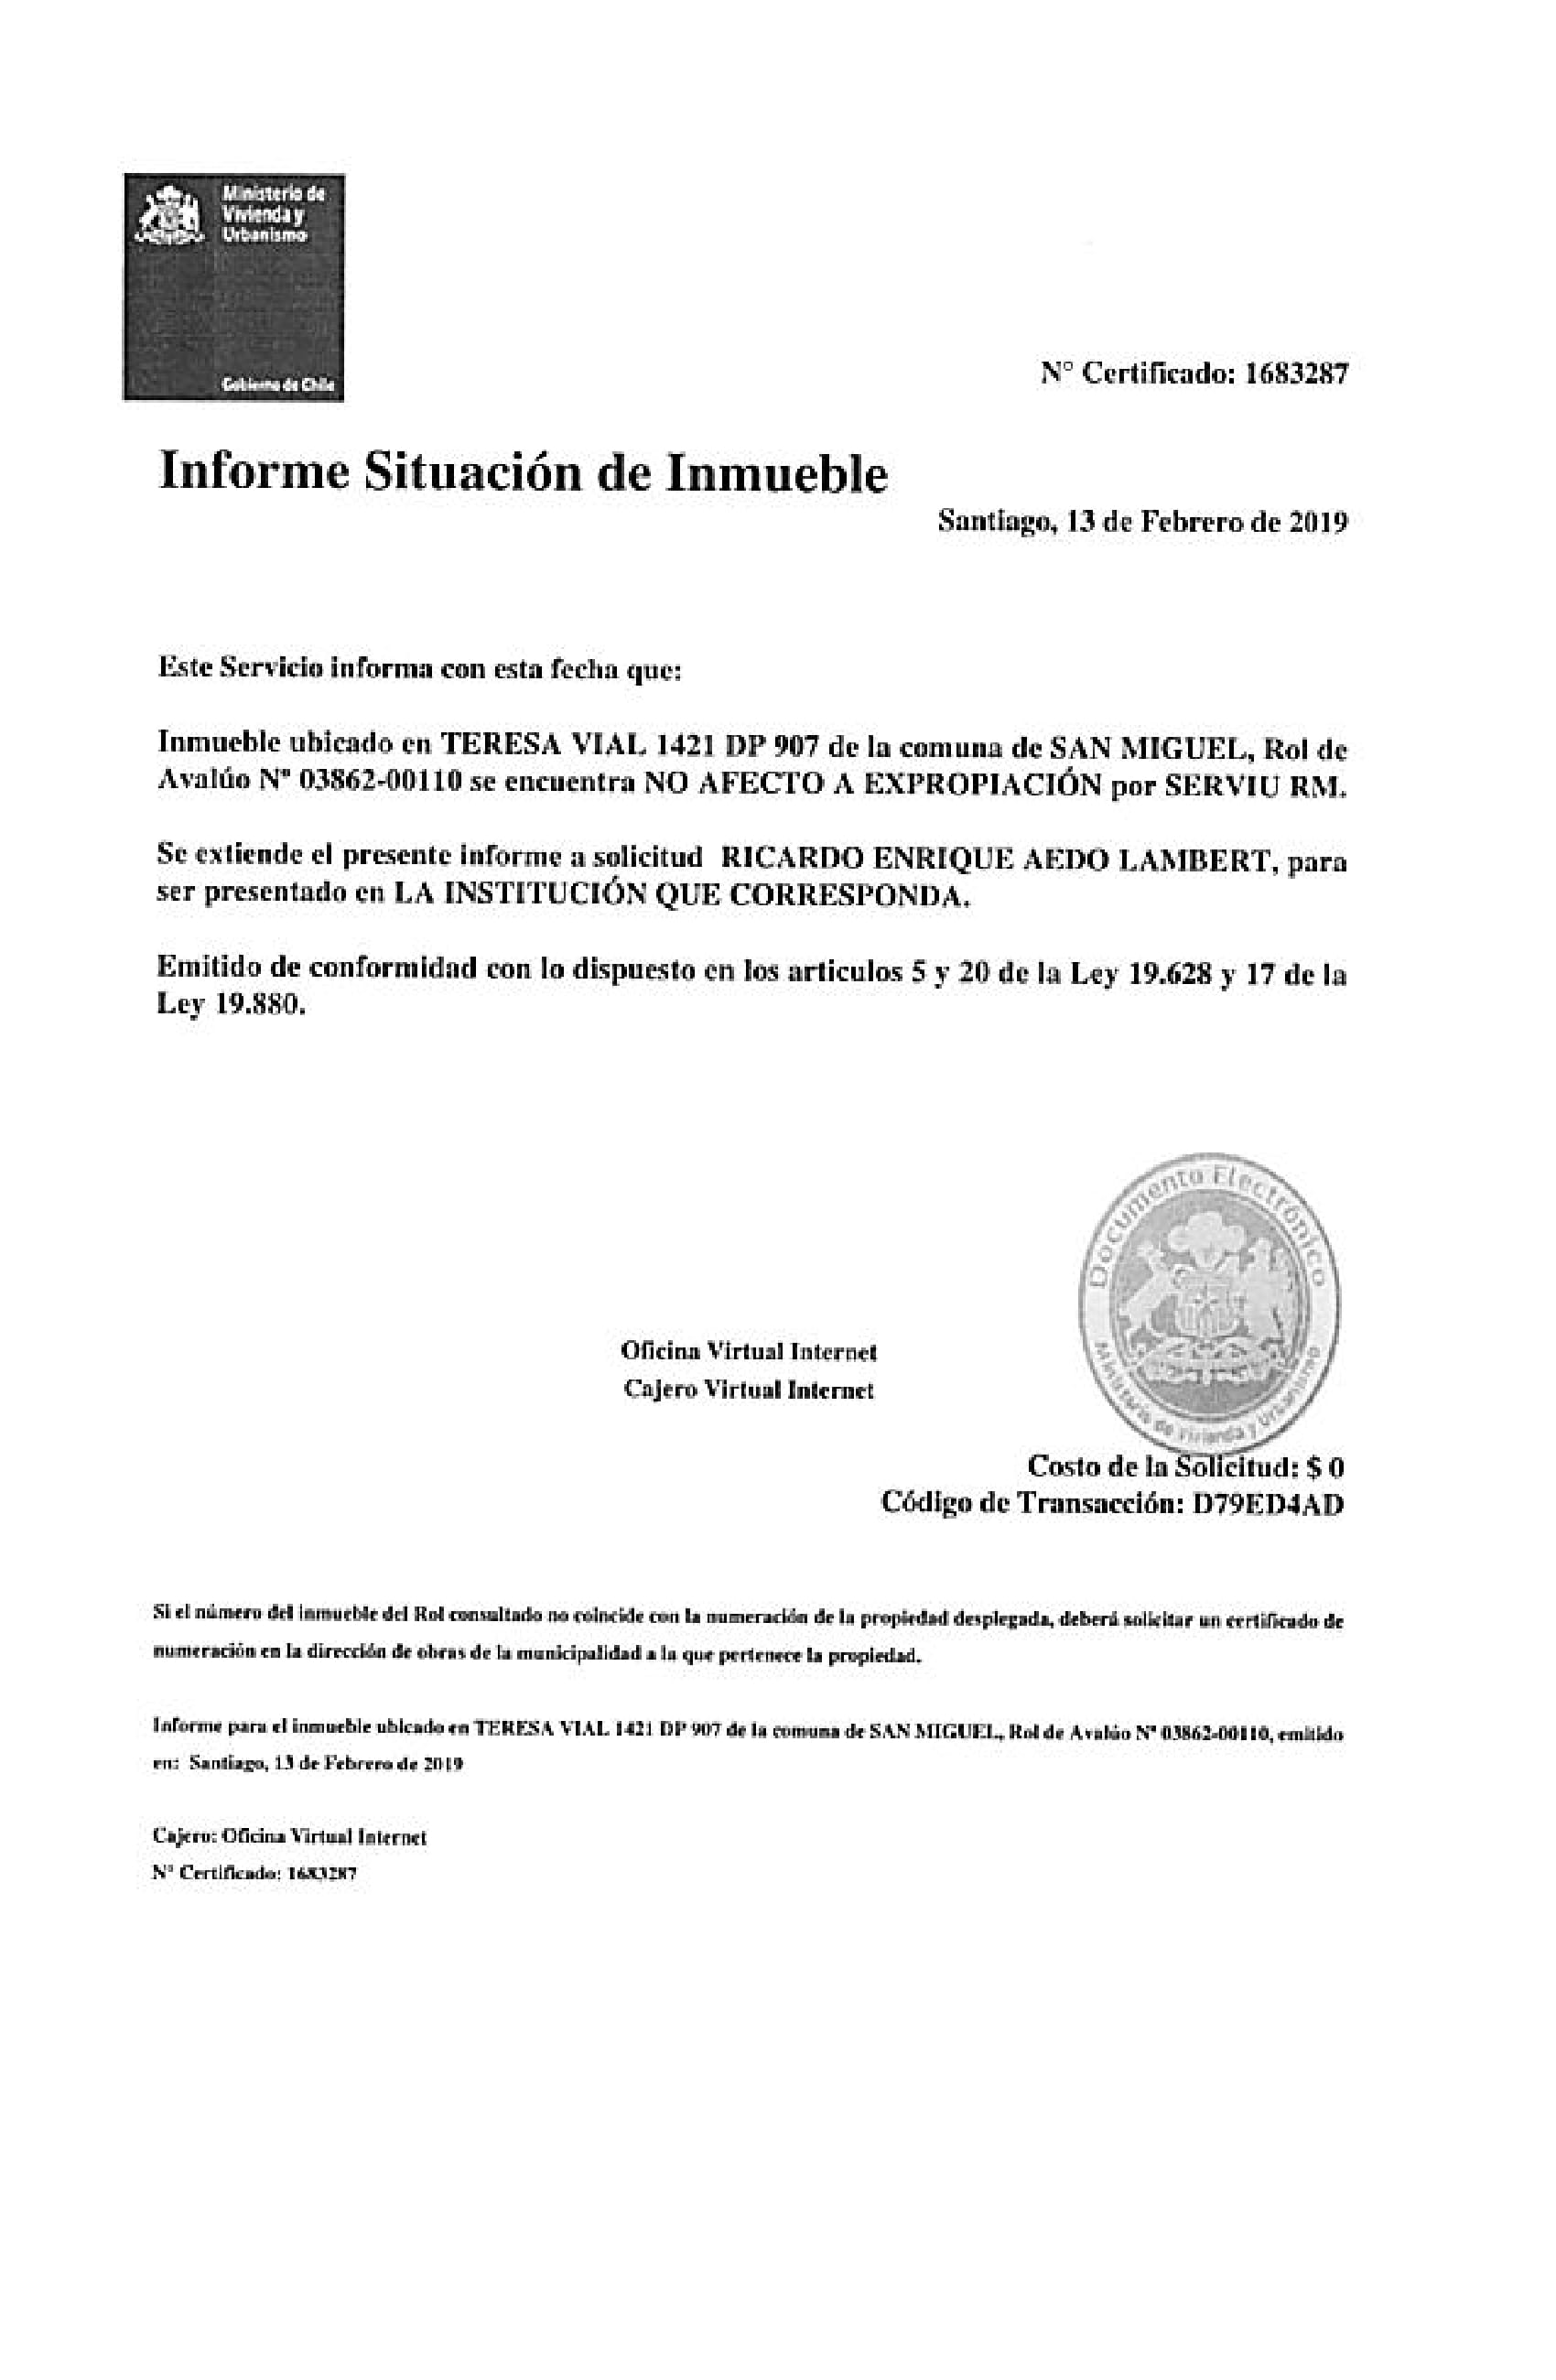 Ministerio de
Vivienda y
Urbanismo
Gobierno de Chile
N° Certificado: 1683287
Informe Situación de Inmueble
Santiago, 13 de Febrero de 2019
Este Servicio informa con esta fecha que:
Inmueble ubicado en TERESA VIAL 1421 DP 907 de la comuna de SAN MIGUEL, Rol de
Avalúo N° 03862-00110 se encuentra NO AFECTO A EXPROPIACIÓN por SERVIU RM.
Se extiende el presente informe a solicitud RICARDO ENRIQUE AEDO LAMBERT, para
ser presentado en LA INSTITUCIÓN QUE CORRESPONDA.
Emitido de conformidad con lo dispuesto en los articulos 5 y 20 de la Ley 19.628 y 17 de la
Ley 19.880.
Documento Electrónico
Ministerio de Vivienda y Urbanismo
Oficina Virtual Internet
Cajero Virtual Internet
Costo de la Solicitud: $ 0
Código de Transacción: D79ED4AD
Si el número del inmueble del Rol consultado no coincide con la numeración de la propiedad desplegada, deberá solicitar un certificado de
numeración en la dirección de obras de la municipalidad a la que pertenece la propiedad.
Informe para el inmueble ubicado en TERESA VIAL 1421 DP 907 de la comuna de SAN MIGUEL, Rol de Avalúo N° 03862-00110, emitido
en: Santiago, 13 de Febrero de 2019
Cajero: Oficina Virtual Internet
N° Certificado: 1683287